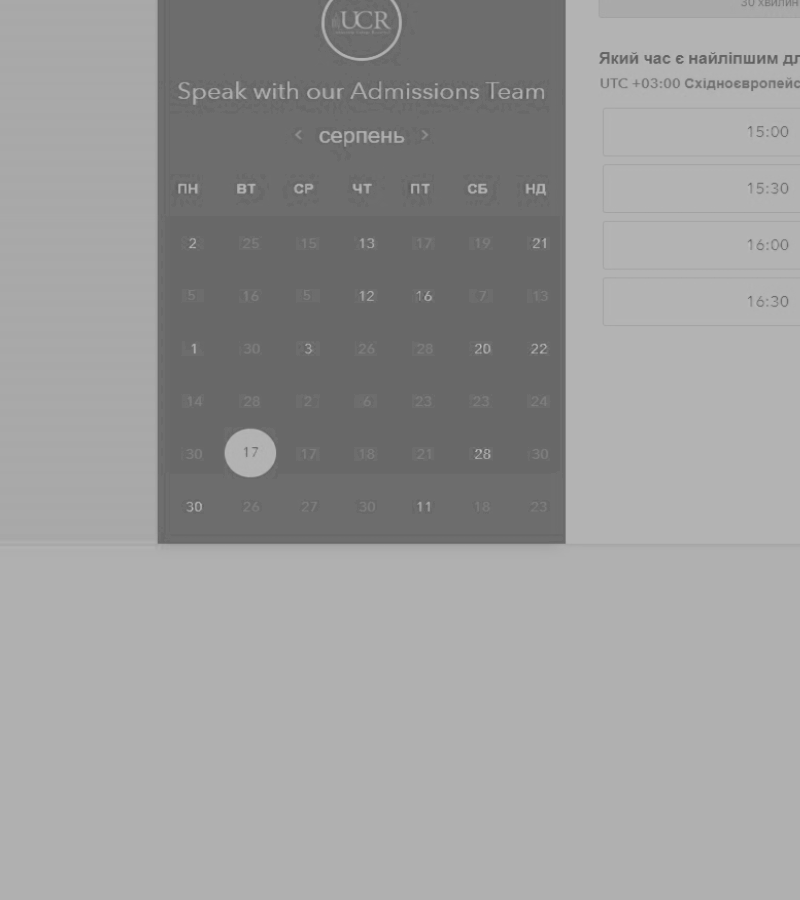 UCR
Speak with our Admissions Team
< серпень >
ПН ВТ СР ЧТ ПТ СБ НД
2 25 15 13 17 19 21
5 16 5 12 16 7 13
1 30 3 26 28 20 22
14 28 2 6 23 23 24
30 17 17 18 21 28 30
30 26 27 30 11 18 23
30 хвилин
Який час є найліпшим дл
UTC +03:00 Східноєвропейс
15:00
15:30
16:00
16:30